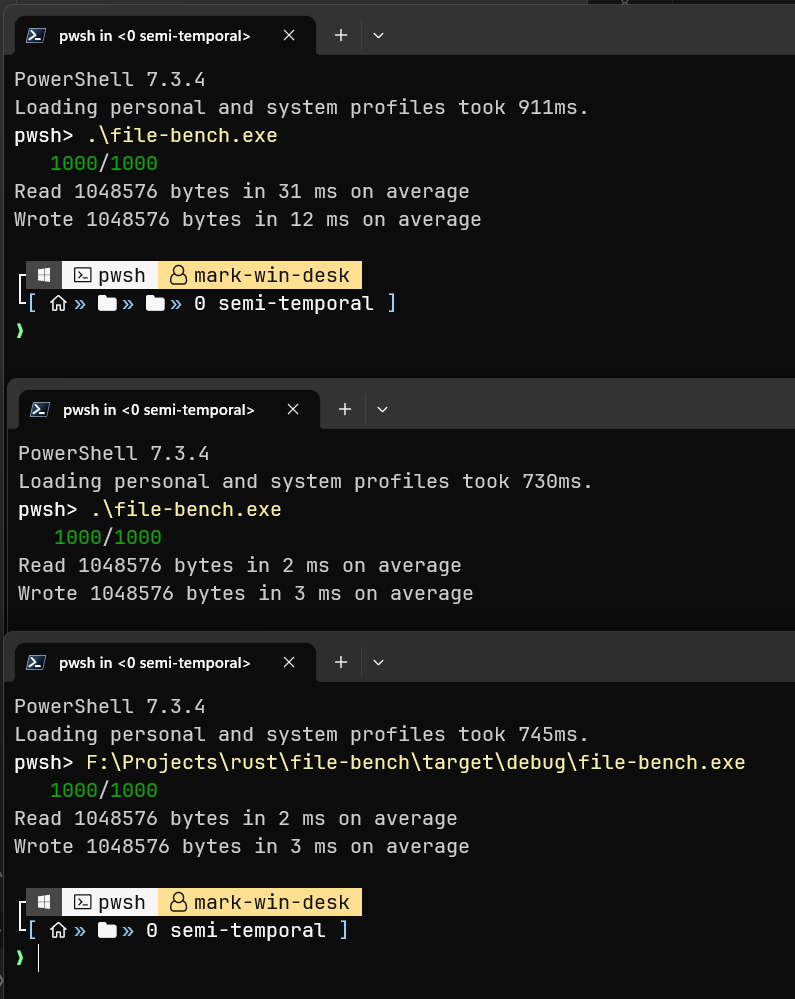 pwsh in <0 semi-temporal>
PowerShell 7.3.4
Loading personal and system profiles took 911ms.
pwsh> .\file-bench.exe
1000/1000
Read 1048576 bytes in 31 ms on average
Wrote 1048576 bytes in 12 ms on average
pwsh mark-win-desk
[ » » » 0 semi-temporal ]
❯
pwsh in <0 semi-temporal>
PowerShell 7.3.4
Loading personal and system profiles took 730ms.
pwsh> .\file-bench.exe
1000/1000
Read 1048576 bytes in 2 ms on average
Wrote 1048576 bytes in 3 ms on average
pwsh in <0 semi-temporal>
PowerShell 7.3.4
Loading personal and system profiles took 745ms.
pwsh> F:\Projects\rust\file-bench\target\debug\file-bench.exe
1000/1000
Read 1048576 bytes in 2 ms on average
Wrote 1048576 bytes in 3 ms on average
pwsh mark-win-desk
[ » » 0 semi-temporal ]
❯